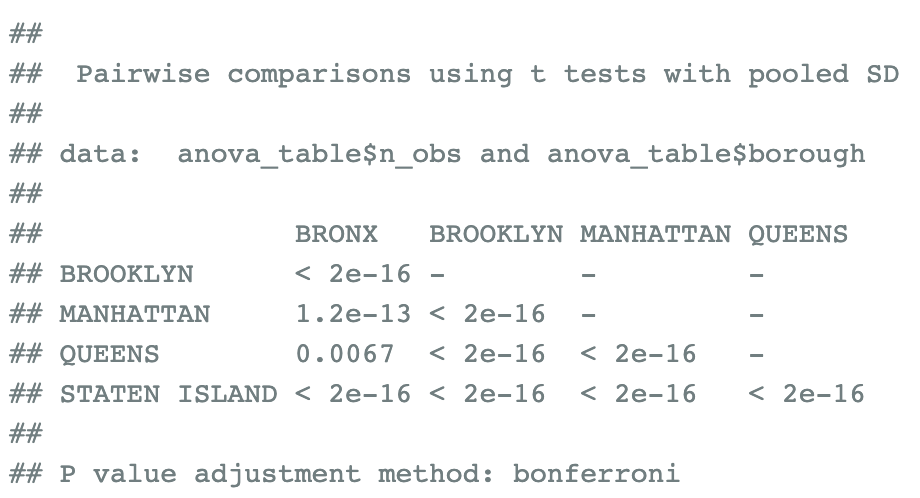 ##
##  Pairwise comparisons using t tests with pooled SD
##
## data:  anova_table$n_obs and anova_table$borough
##
##               BRONX   BROOKLYN MANHATTAN QUEENS
## BROOKLYN      < 2e-16 -        -         -
## MANHATTAN     1.2e-13 < 2e-16  -         -
## QUEENS        0.0067  < 2e-16  < 2e-16   -
## STATEN ISLAND < 2e-16 < 2e-16  < 2e-16   < 2e-16
##
## P value adjustment method: bonferroni